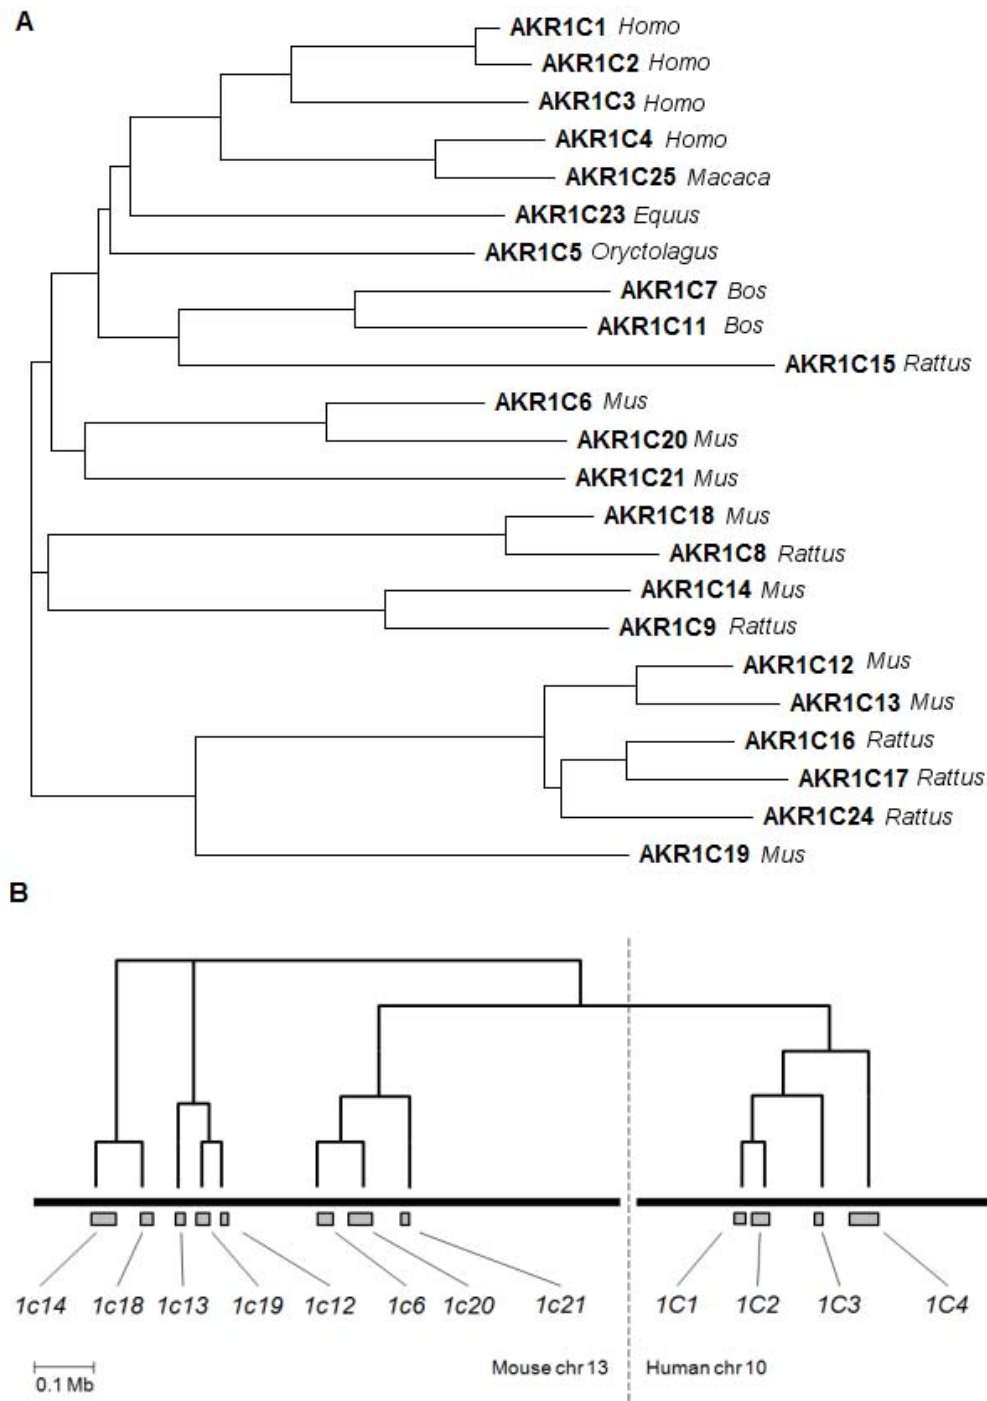 A
AKR1C1 Homo
AKR1C2 Homo
AKR1C3 Homo
AKR1C4 Homo
AKR1C25 Macaca
AKR1C23 Equus
AKR1C5 Oryctolagus
AKR1C7 Bos
AKR1C11 Bos
AKR1C15 Rattus
AKR1C6 Mus
AKR1C20 Mus
AKR1C21 Mus
AKR1C18 Mus
AKR1C8 Rattus
AKR1C14 Mus
AKR1C9 Rattus
AKR1C12 Mus
AKR1C13 Mus
AKR1C16 Rattus
AKR1C17 Rattus
AKR1C24 Rattus
AKR1C19 Mus
B
1c14 1c18 1c13 1c19 1c12 1c6 1c20 1c21 1C1 1C2 1C3 1C4
0.1 Mb
Mouse chr 13 Human chr 10